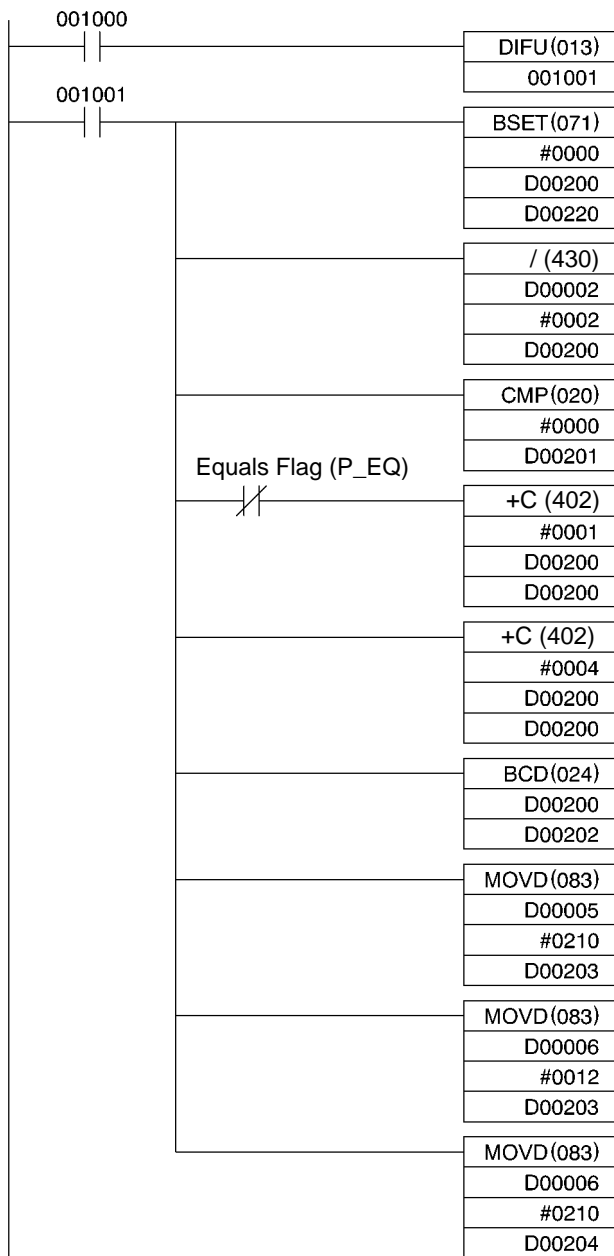 001000
DIFU(013)
001001
001001
BSET(071)
#0000
D00200
D00220
/ (430)
D00002
#0002
D00200
CMP(020)
#0000
D00201
Equals Flag (P_EQ)
+C (402)
#0001
D00200
D00200
+C (402)
#0004
D00200
D00200
BCD(024)
D00200
D00202
MOVD(083)
D00005
#0210
D00203
MOVD(083)
D00006
#0012
D00203
MOVD(083)
D00006
#0210
D00204